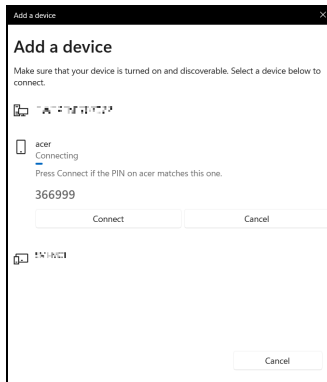 Add a device
Add a device
Make sure that your device is turned on and discoverable. Select a device below to
connect.
acer
Connecting
Press Connect if the PIN on acer matches this one.
366999
Connect
Cancel
Cancel